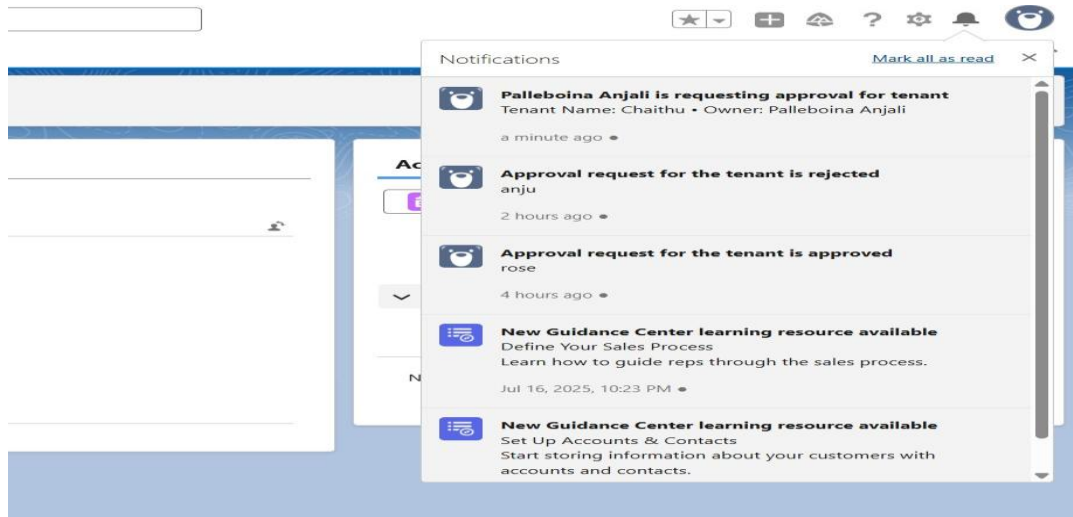 Notifications
Mark all as read
Palleboina Anjali is requesting approval for tenant
Tenant Name: Chaithu • Owner: Palleboina Anjali
a minute ago
Ac
Approval request for the tenant is rejected
anju
2 hours ago
Approval request for the tenant is approved
rose
4 hours ago
New Guidance Center learning resource available
Define Your Sales Process
Learn how to guide reps through the sales process.
N
Jul 16, 2025, 10:23 PM
New Guidance Center learning resource available
Set Up Accounts & Contacts
Start storing information about your customers with
accounts and contacts.